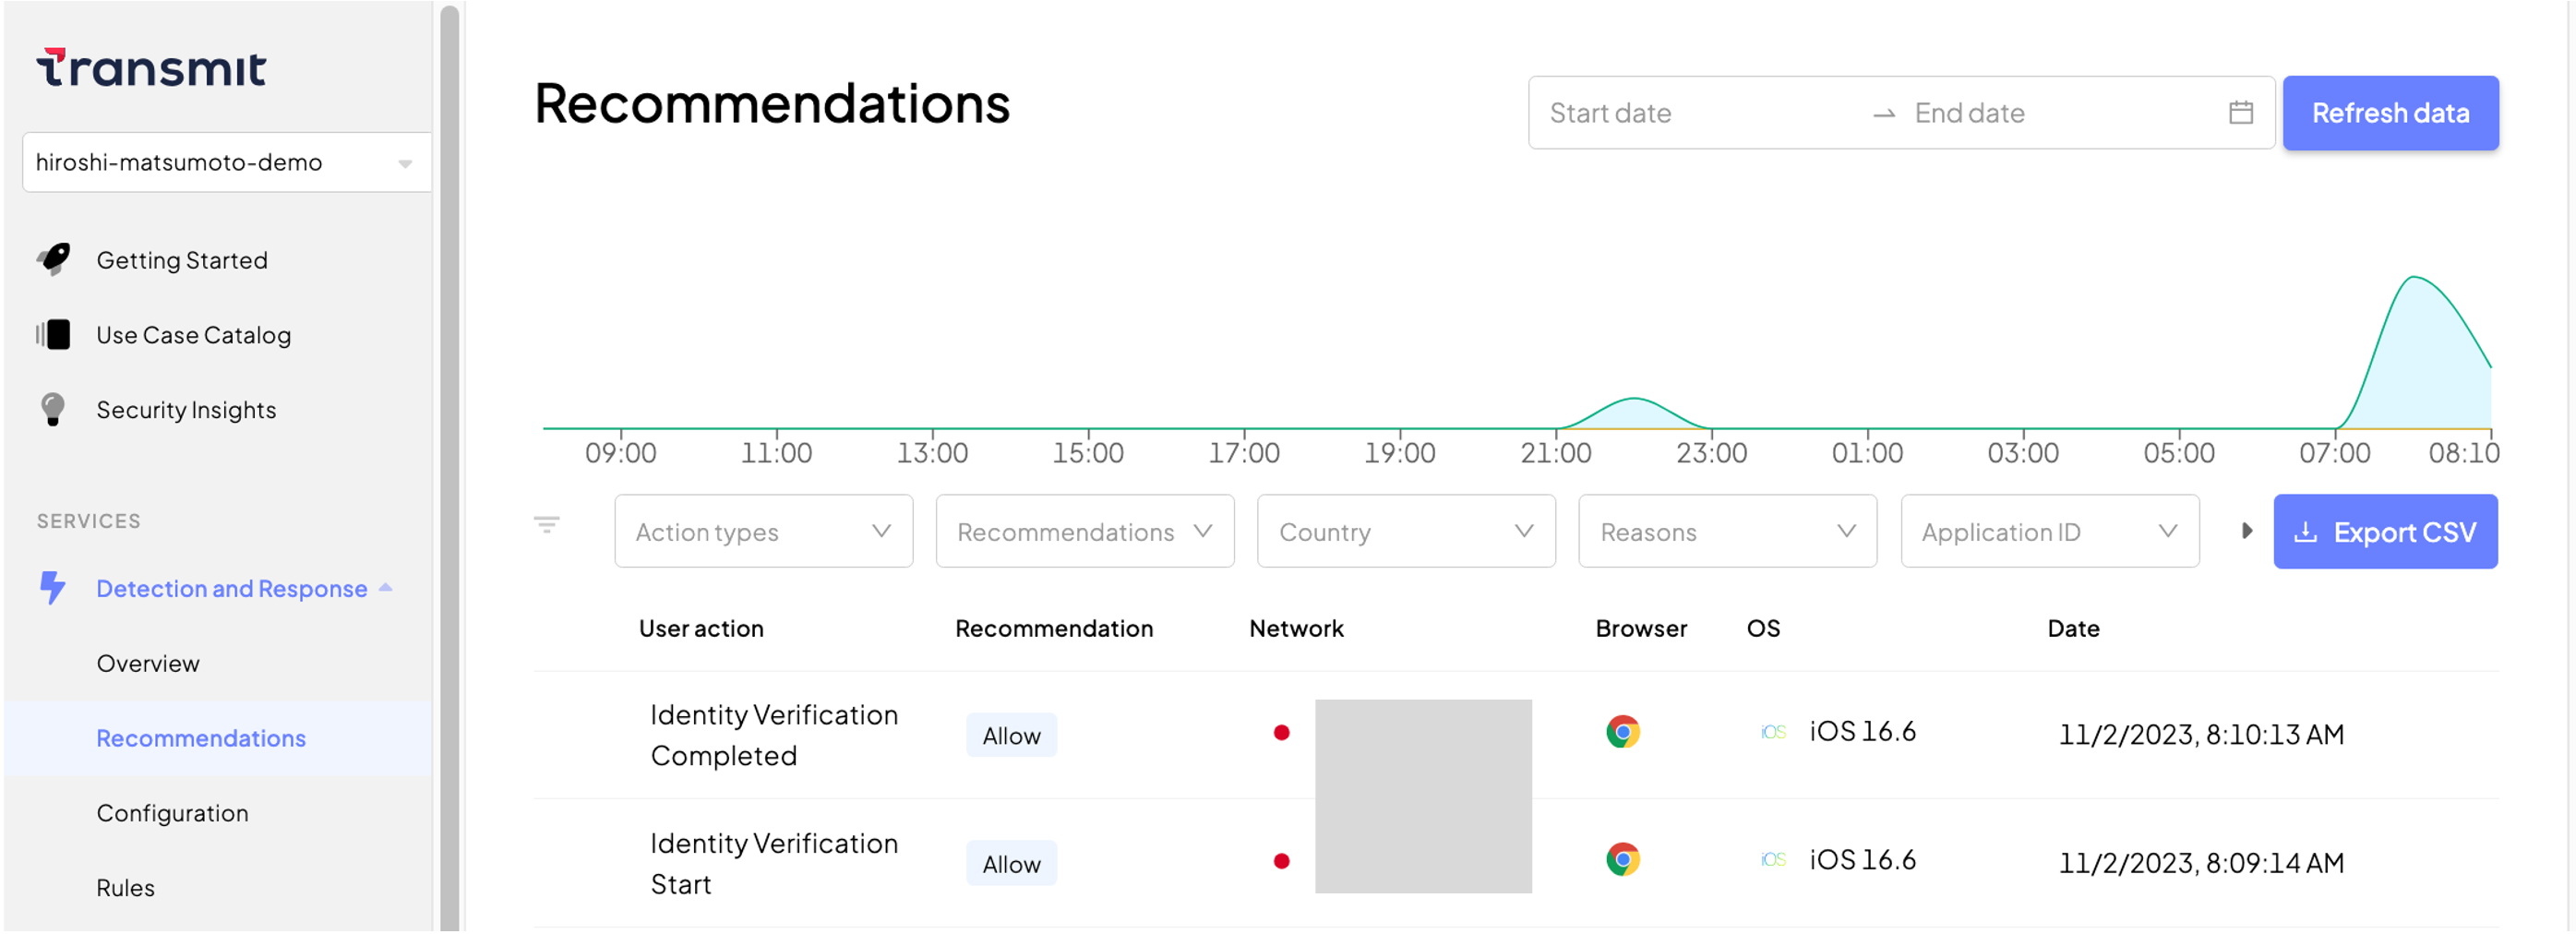 Transmit
hiroshi-matsumoto-demo
Getting Started
Use Case Catalog
Security Insights
SERVICES
Detection and Response
Overview
Recommendations
Configuration
Rules
Recommendations
Start date
End date
Refresh data
09:00 11:00 13:00 15:00 17:00 19:00 21:00 23:00 01:00 03:00 05:00 07:00 08:10
Action types
Recommendations
Country
Reasons
Application ID
Export CSV
User action Recommendation Network Browser OS Date
Identity Verification
Completed
Allow
iOS
iOS 16.6
11/2/2023, 8:10:13 AM
Identity Verification
Start
Allow
iOS
iOS 16.6
11/2/2023, 8:09:14 AM